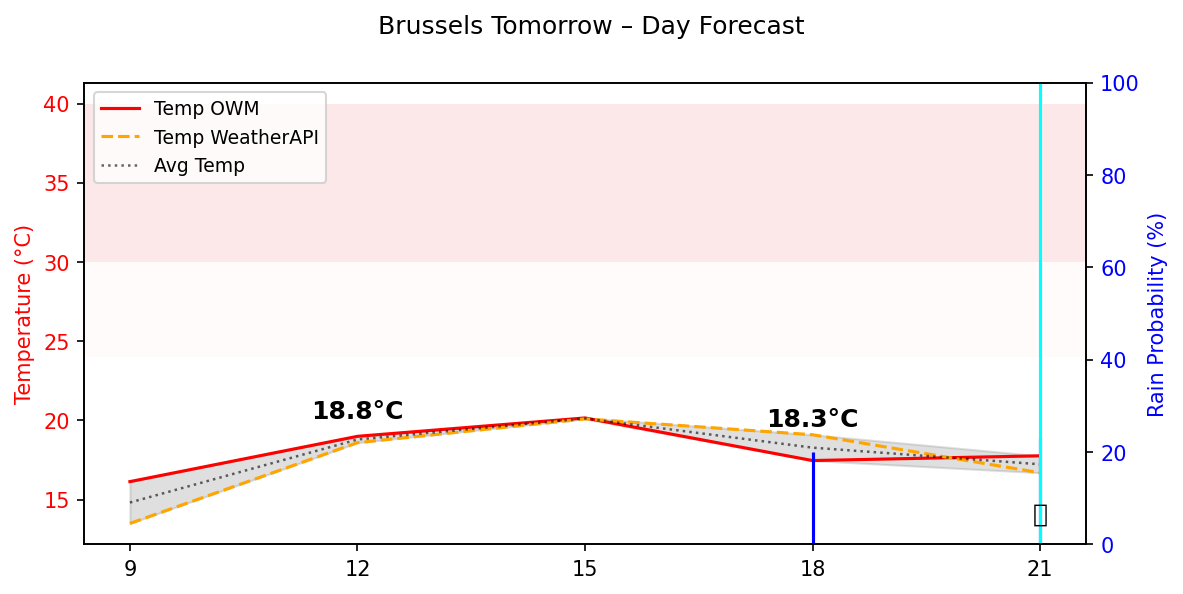 Brussels Tomorrow – Day Forecast
Temp OWM
Temp WeatherAPI
Avg Temp
Temperature (°C)
40
35
30
25
20
15
18.8°C
18.3°C
Rain Probability (%)
100
80
60
40
20
0
9
12
15
18
21